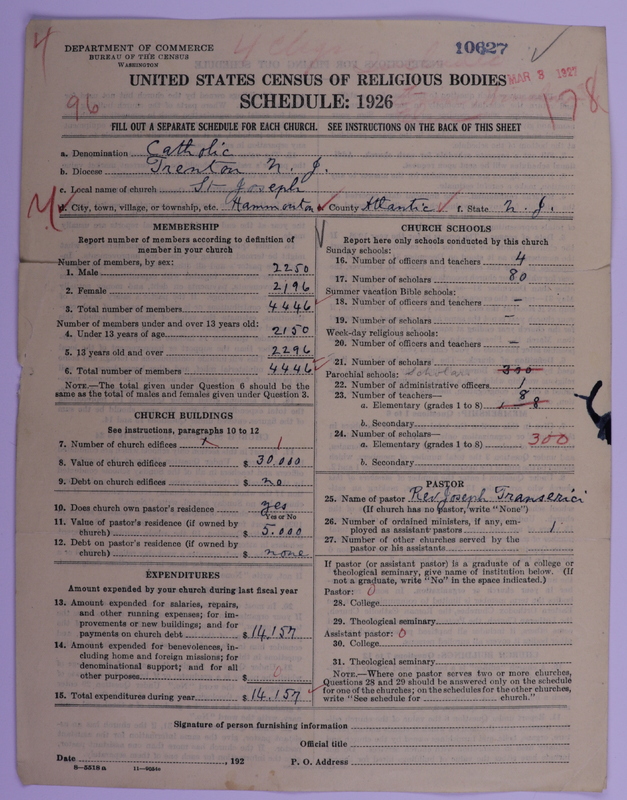 4
DEPARTMENT OF COMMERCE
BUREAU OF THE CENSUS
WASHINGTON
10627
MAR 3 1927
UNITED STATES CENSUS OF RELIGIOUS BODIES
SCHEDULE: 1926
96
178
FILL OUT A SEPARATE SCHEDULE FOR EACH CHURCH. SEE INSTRUCTIONS ON THE BACK OF THIS SHEET
a. Denomination Catholic
b. Diocese Trenton N. J.
c. Local name of church St Joseph
d. City, town, village, or township, etc. Hammonton e. County Atlantic f. State N. J.
MEMBERSHIP
Report number of members according to definition of
member in your church
Number of members, by sex:
1. Male 2250
2. Female 2196
3. Total number of members 4446
Number of members under and over 13 years old:
4. Under 13 years of age 2150
5. 13 years old and over 2296
6. Total number of members 4446
NOTE.—The total given under Question 6 should be the
same as the total of males and females given under Question 3.
CHURCH BUILDINGS
See instructions, paragraphs 10 to 12
7. Number of church edifices 1
8. Value of church edifices $ 30.000
9. Debt on church edifices $ no
10. Does church own pastor's residence yes
Yes or No
11. Value of pastor's residence (if owned by
church) $ 5.000
12. Debt on pastor's residence (if owned by
church) $ none
EXPENDITURES
Amount expended by your church during last fiscal year
13. Amount expended for salaries, repairs,
and other running expenses; for im-
provements or new buildings; and for
payments on church debt $ 14,157
14. Amount expended for benevolences, in-
cluding home and foreign missions; for
denominational support; and for all
other purposes $ 0
15. Total expenditures during year $ 14.157
CHURCH SCHOOLS
Report here only schools conducted by this church
Sunday schools:
16. Number of officers and teachers 4
17. Number of scholars 80
Summer vacation Bible schools:
18. Number of officers and teachers –
19. Number of scholars –
Week-day religious schools:
20. Number of officers and teachers –
21. Number of scholars
Parochial schools: Scholars 300
22. Number of administrative officers 1
23. Number of teachers— 8
a. Elementary (grades 1 to 8) 8
b. Secondary
24. Number of scholars—
a. Elementary (grades 1 to 8) 300
b. Secondary
PASTOR
25. Name of pastor Rev Joseph Transerici
(If church has no pastor, write "None")
26. Number of ordained ministers, if any, em-
ployed as assistant pastors 1
27. Number of other churches served by the
pastor or his assistants
If pastor (or assistant pastor) is a graduate of a college or
theological seminary, give name of institution below. (If
not a graduate, write "No" in the space indicated.)
Pastor: 0
28. College
29. Theological seminary
Assistant pastor: 0
30. College
31. Theological seminary
NOTE.—Where one pastor serves two or more churches,
Questions 28 and 29 should be answered only on the schedule
for one of the churches; on the schedules for the other churches,
write "See schedule for church."
Signature of person furnishing information
Official title
Date , 192 P. O. Address
8—5518 a